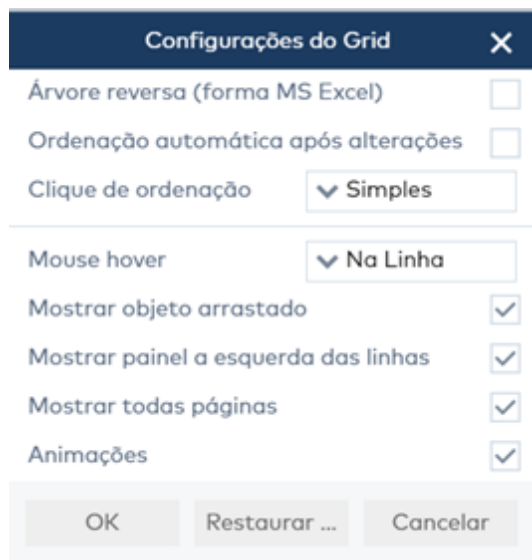 Configurações do Grid
Árvore reversa (forma MS Excel)
Ordenação automática após alterações
Clique de ordenação Simples
Mouse hover Na Linha
Mostrar objeto arrastado
Mostrar painel a esquerda das linhas
Mostrar todas páginas
Animações
OK Restaurar ... Cancelar